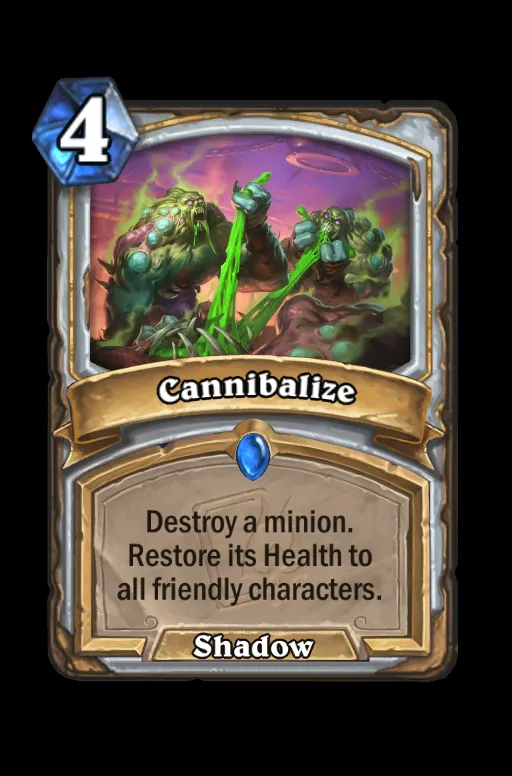 4
Cannibalize
Destroy a minion.
Restore its Health to
all friendly characters.
Shadow